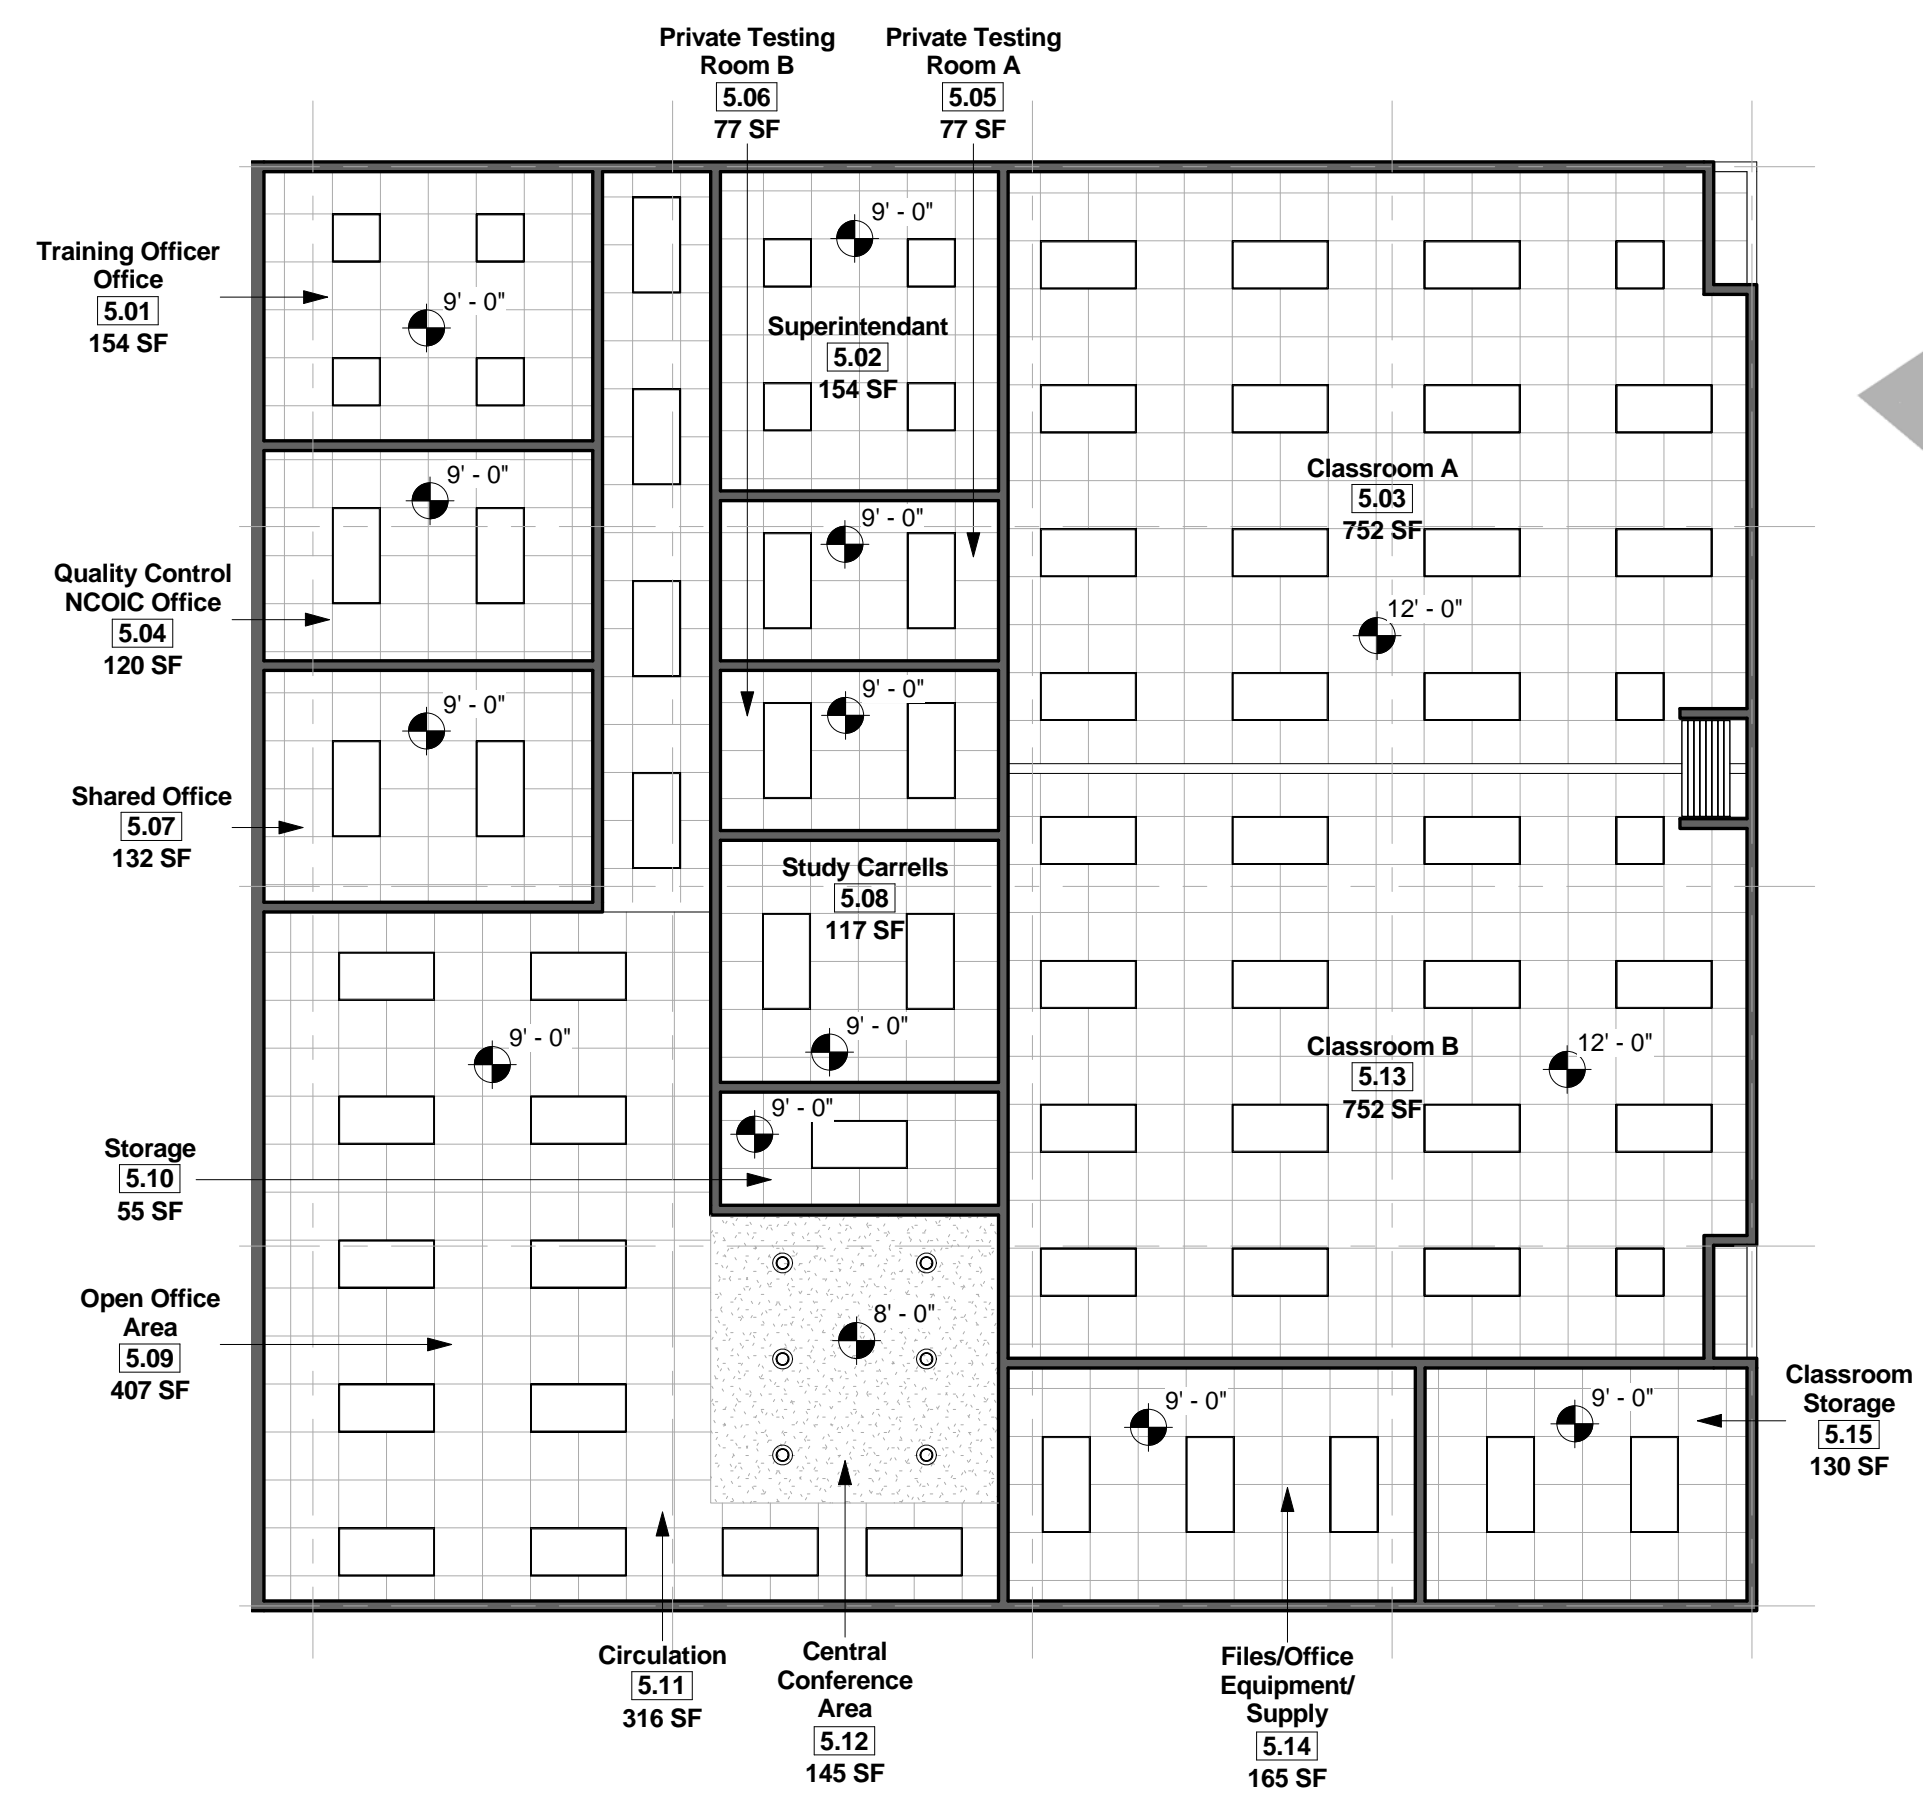 Private Testing
Room B
5.06
77 SF
Private Testing
Room A
5.05
77 SF
Training Officer
Office
5.01
154 SF
9' - 0"
9' - 0"
Superintendant
5.02
154 SF
Classroom A
5.03
752 SF
12' - 0"
9' - 0"
Quality Control
NCOIC Office
5.04
120 SF
9' - 0"
9' - 0"
9' - 0"
Shared Office
5.07
132 SF
Study Carrells
5.08
117 SF
9' - 0"
9' - 0"
Classroom B
5.13
752 SF
12' - 0"
9' - 0"
Storage
5.10
55 SF
Open Office
Area
5.09
407 SF
8' - 0"
9' - 0"
9' - 0"
Classroom
Storage
5.15
130 SF
Circulation
5.11
316 SF
Central
Conference
Area
5.12
145 SF
Files/Office
Equipment/
Supply
5.14
165 SF